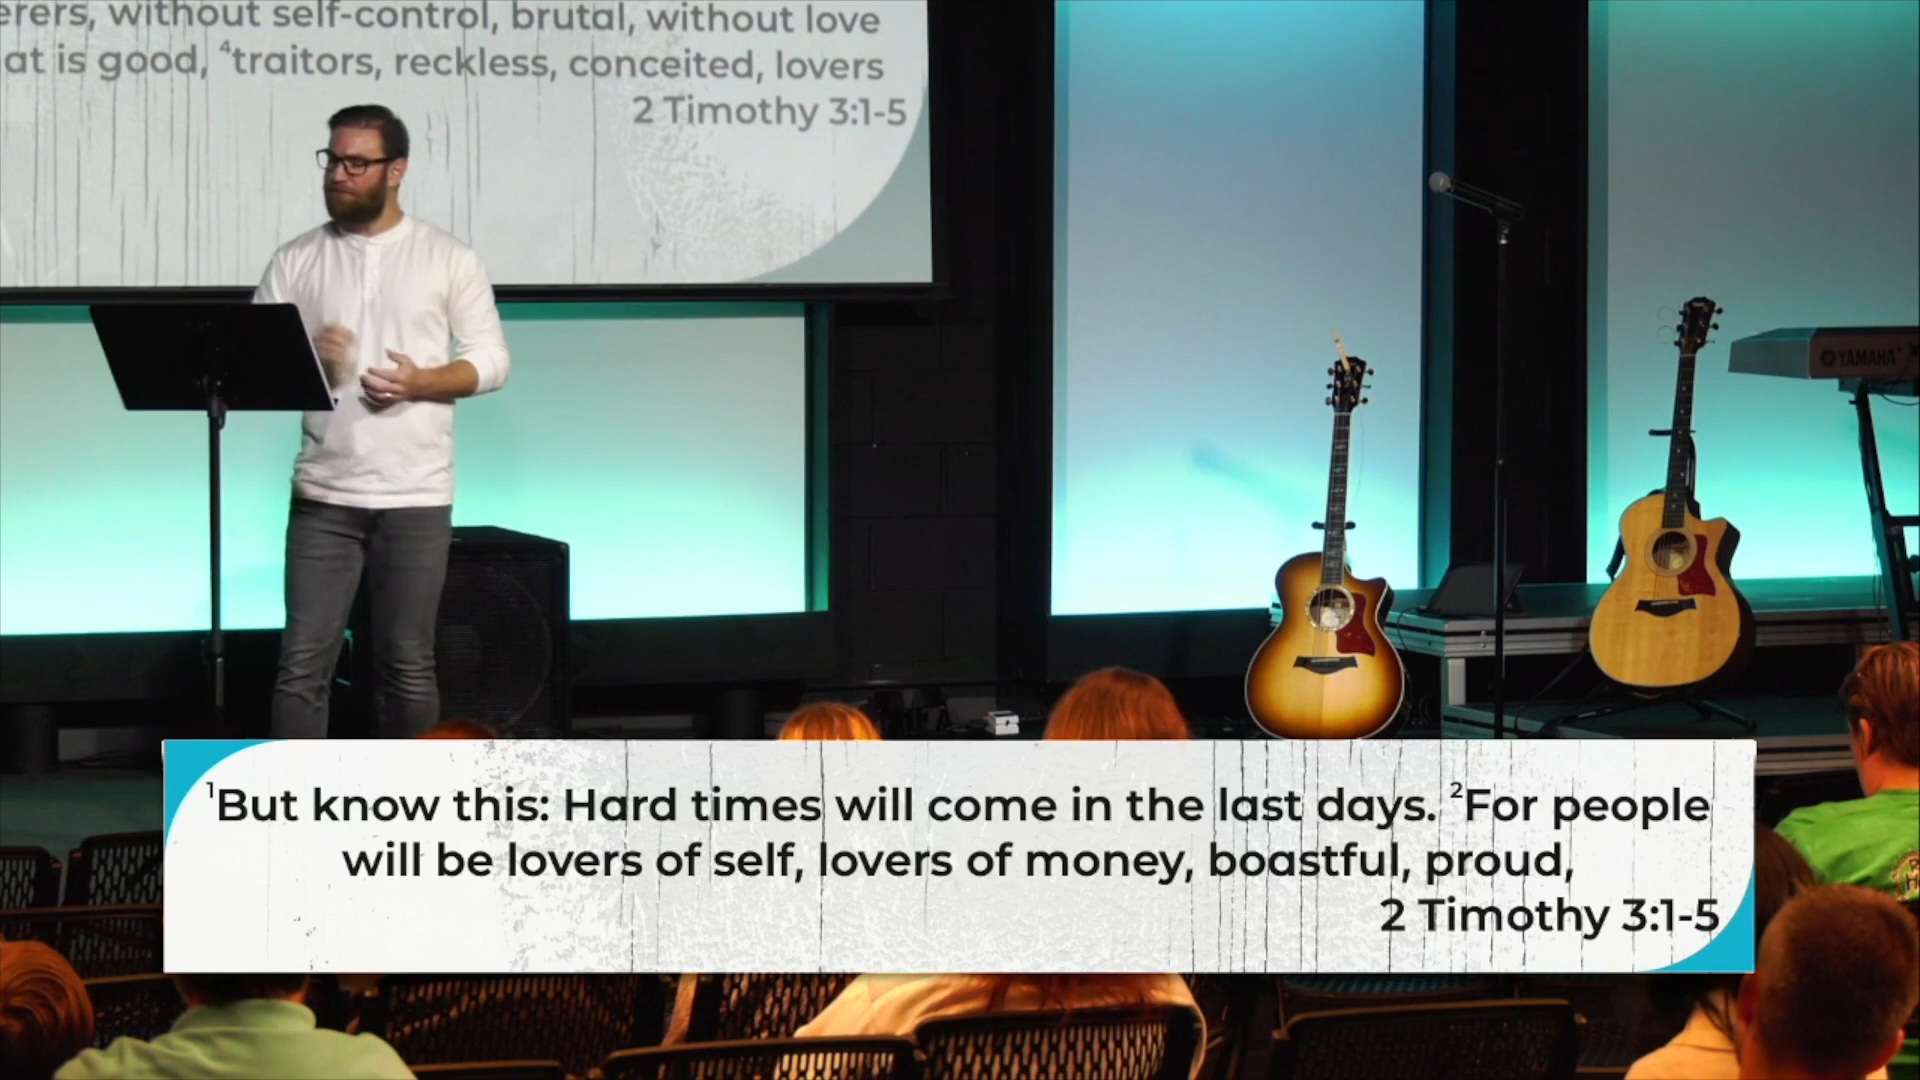 erers, without self-control, brutal, without love
at is good, ⁴traitors, reckless, conceited, lovers
2 Timothy 3:1-5
YAMAHA
¹But know this: Hard times will come in the last days. ²For people
will be lovers of self, lovers of money, boastful, proud,
2 Timothy 3:1-5